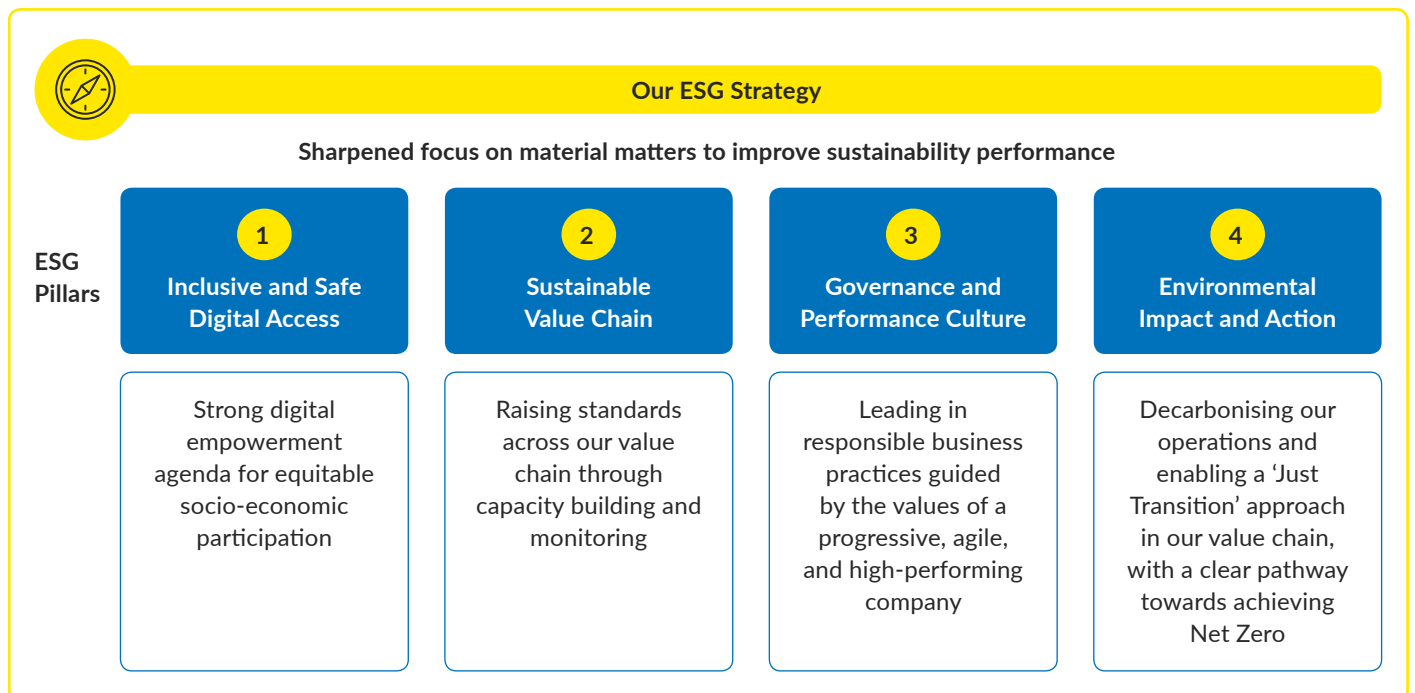 Our ESG Strategy
Sharpened focus on material matters to improve sustainability performance
ESG
Pillars
1
Inclusive and Safe
Digital Access
2
Sustainable
Value Chain
3
Governance and
Performance Culture
4
Environmental
Impact and Action
Strong digital
empowerment
agenda for equitable
socio-economic
participation
Raising standards
across our value
chain through
capacity building and
monitoring
Leading in
responsible business
practices guided
by the values of a
progressive, agile,
and high-performing
company
Decarbonising our
operations and
enabling a ‘Just
Transition’ approach
in our value chain,
with a clear pathway
towards achieving
Net Zero